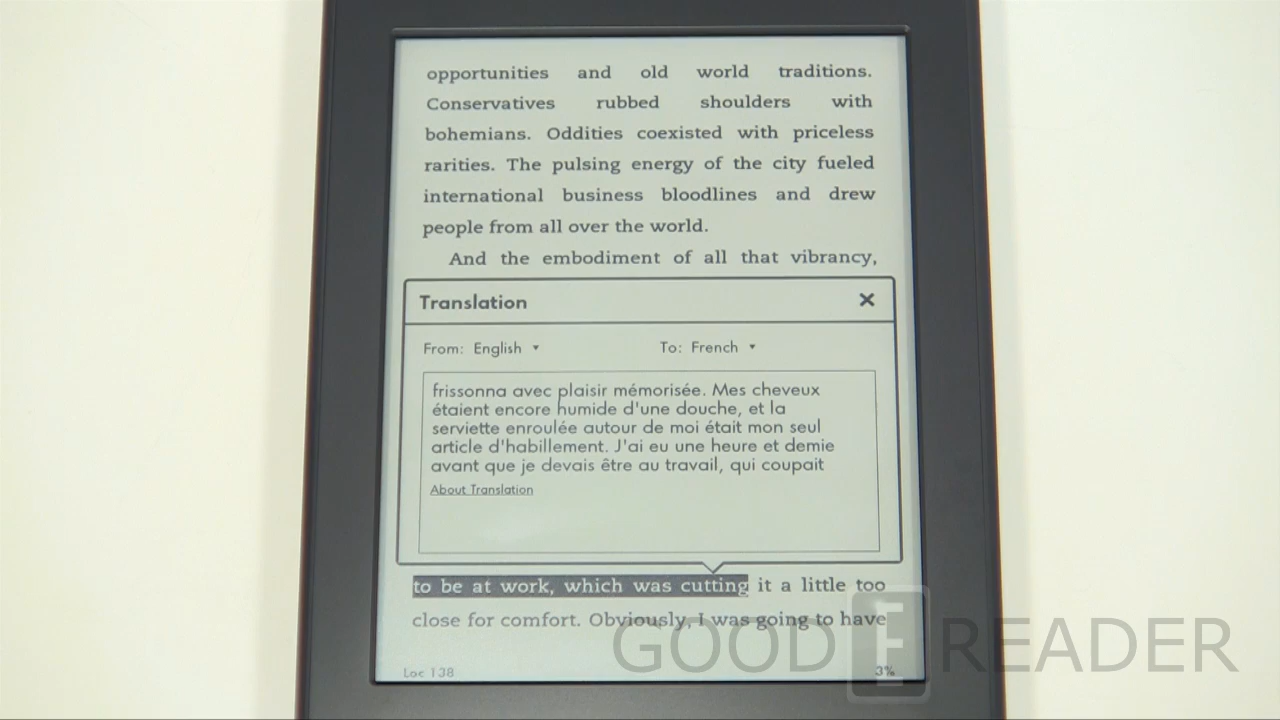 opportunities and old world traditions.
Conservatives rubbed shoulders with
bohemians. Oddities coexisted with priceless
rarities. The pulsing energy of the city fueled
international business bloodlines and drew
people from all over the world.
And the embodiment of all that vibrancy,
Translation
From: English To: French
frissonna avec plaisir mémorisée. Mes cheveux
étaient encore humide d'une douche, et la
serviette enroulée autour de moi était mon seul
article d'habillement. J'ai eu une heure et demie
avant que je devais être au travail, qui coupait
About Translation
to be at work, which was cutting it a little too
close for comfort. Obviously, I was going to have
Loc 138 3%
GOOD E READER